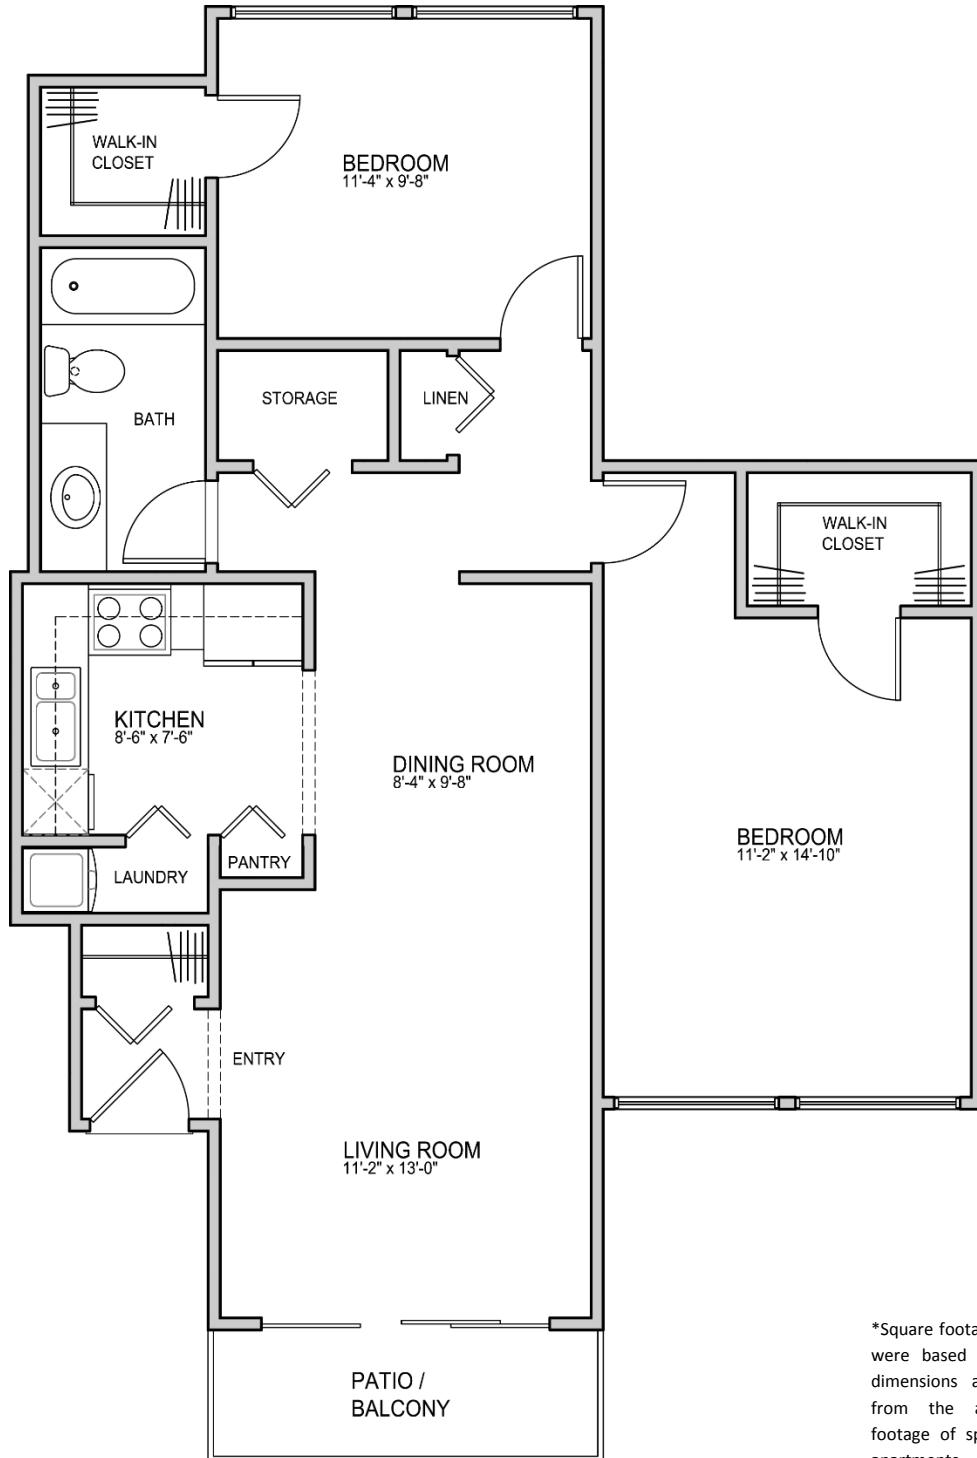 WALK-IN
CLOSET
BEDROOM
11'-4" x 9'-8"
STORAGE
LINEN
BATH
WALK-IN
CLOSET
KITCHEN
8'-6" x 7'-6"
DINING ROOM
8'-4" x 9'-8"
BEDROOM
11'-2" x 14'-10"
PANTRY
LAUNDRY
ENTRY
LIVING ROOM
11'-2" x 13'-0"
PATIO /
BALCONY
*Square foota
were based
dimensions a
from the a
footage of sp